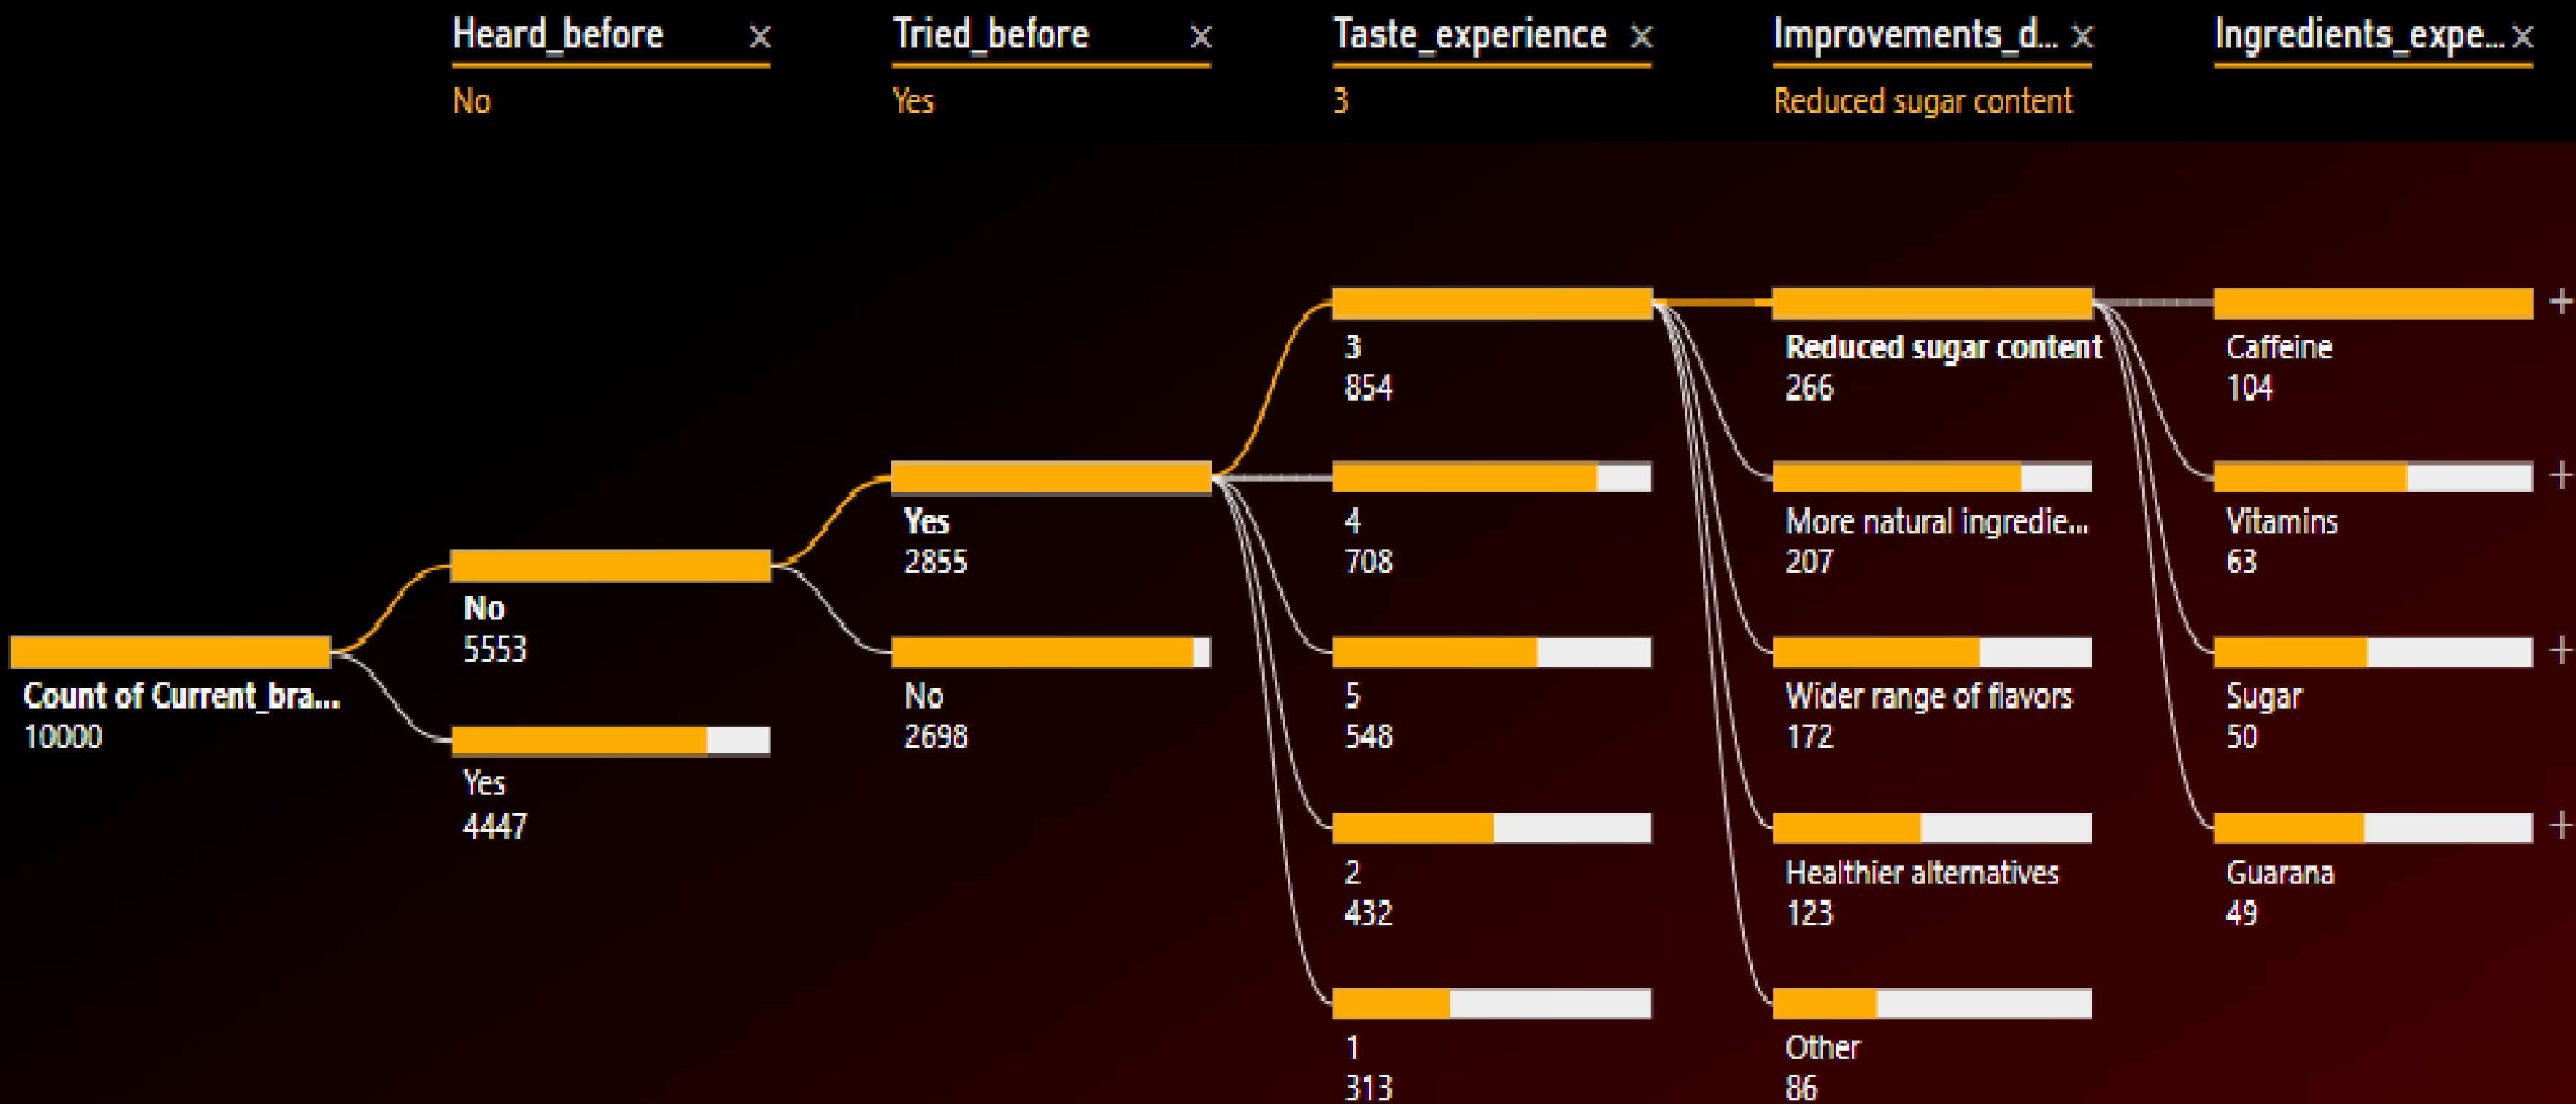 Heard_before ×
No
Tried_before ×
Yes
Taste_experience ×
3
Improvements_d... ×
Reduced sugar content
Ingredients_expe... ×
Count of Current_bra...
10000
No
5553
Yes
4447
Yes
2855
No
2698
3
854
4
708
5
548
2
432
1
313
Reduced sugar content
266
More natural ingredie...
207
Wider range of flavors
172
Healthier alternatives
123
Other
86
Caffeine
104
+
Vitamins
63
+
Sugar
50
+
Guarana
49
+